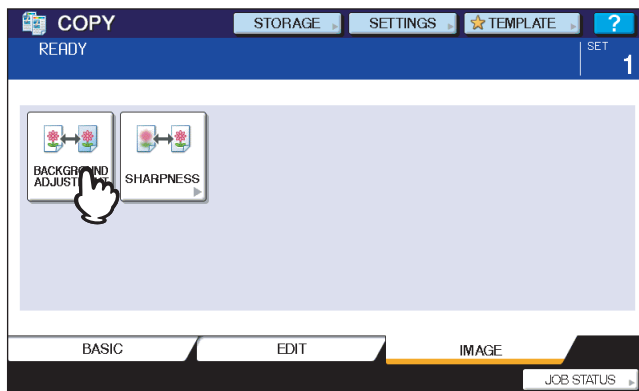 COPY
STORAGE
SETTINGS
TEMPLATE
?
READY
SET
1
BACKGROUND
ADJUSTMENT
SHARPNESS
BASIC
EDIT
IMAGE
JOB STATUS